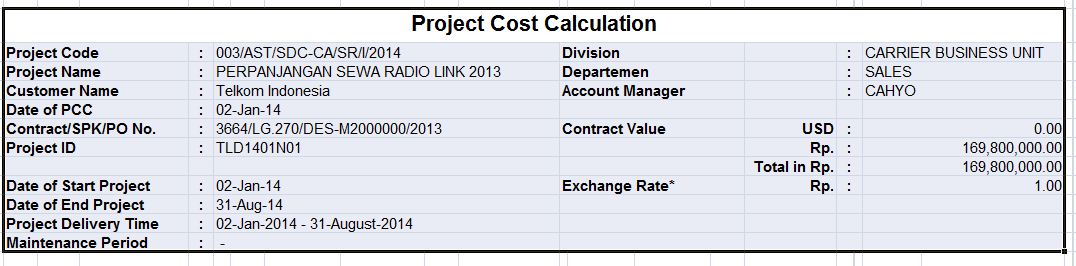 Project Cost Calculation
Project Code : 003/AST/SDC-CA/SR/I/2014 Division : CARRIER BUSINESS UNIT
Project Name : PERPANJANGAN SEWA RADIO LINK 2013 Departemen : SALES
Customer Name : Telkom Indonesia Account Manager : CAHYO
Date of PCC : 02-Jan-14
Contract/SPK/PO No. : 3664/LG.270/DES-M2000000/2013 Contract Value USD : 0.00
Project ID : TLD1401N01 Rp. : 169,800,000.00
Total in Rp. : 169,800,000.00
Date of Start Project : 02-Jan-14 Exchange Rate* Rp. : 1.00
Date of End Project : 31-Aug-14
Project Delivery Time : 02-Jan-2014 - 31-August-2014
Maintenance Period : -